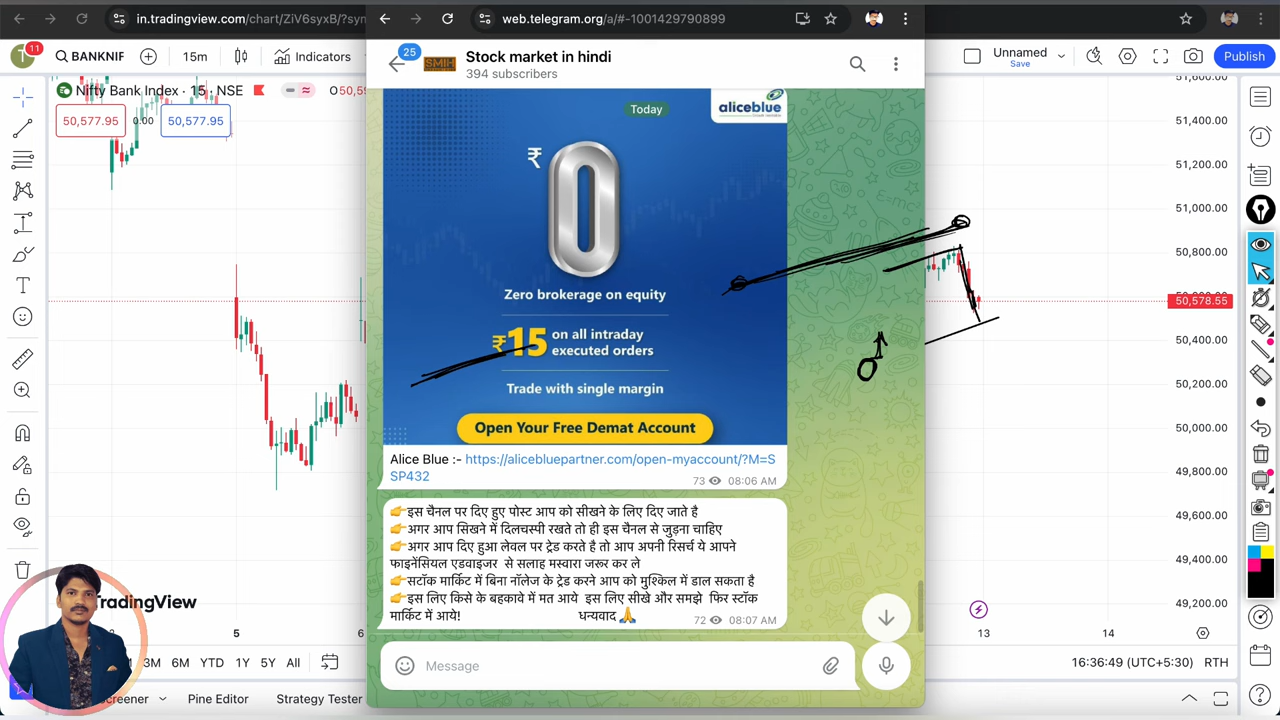 in.tradingview.com/chart/ZiV6syxB/?sym
web.telegram.org/a/#-1001429790899
11
BANKNIF
15m
Indicators
Unnamed
Save
Publish
25
SMIH
Stock market in hindi
394 subscribers
Nifty Bank Index · 15 · NSE
50,577.95
0.00
50,577.95
Today
aliceblue
₹
0
Zero brokerage on equity
₹15 on all intraday
executed orders
Trade with single margin
Open Your Free Demat Account
Alice Blue :- https://alicebluepartner.com/open-myaccount/?M=S
SP432
73
08:06 AM
👉इस चैनल पर दिए हुए पोस्ट आप को सीखने के लिए दिए जाते है
👉अगर आप सिखने में दिलचस्पी रखते तो ही इस चैनल से जुड़ना चाहिए
👉अगर आप दिए हुआ लेवल पर ट्रेड करते है तो आप अपनी रिसर्च ये आपने
फाइनेंसियल एडवाइजर से सलाह मस्वारा जरूर कर ले
👉सटॉक मार्किट में बिना नॉलेज के ट्रेड करने आप को मुश्किल में डाल सकता है
👉इस लिए किसे के बहकावे में मत आये इस लिए सीखे और समझे फिर स्टॉक
मार्किट में आये! धन्यवाद 🙏
72
08:07 AM
Message
51,400.00
51,200.00
51,000.00
50,800.00
50,578.55
50,400.00
50,200.00
50,000.00
49,800.00
49,600.00
49,400.00
49,200.00
5
13
14
TradingView
3M
6M
YTD
1Y
5Y
All
16:36:49 (UTC+5:30)
RTH
Pine Editor
Strategy Tester